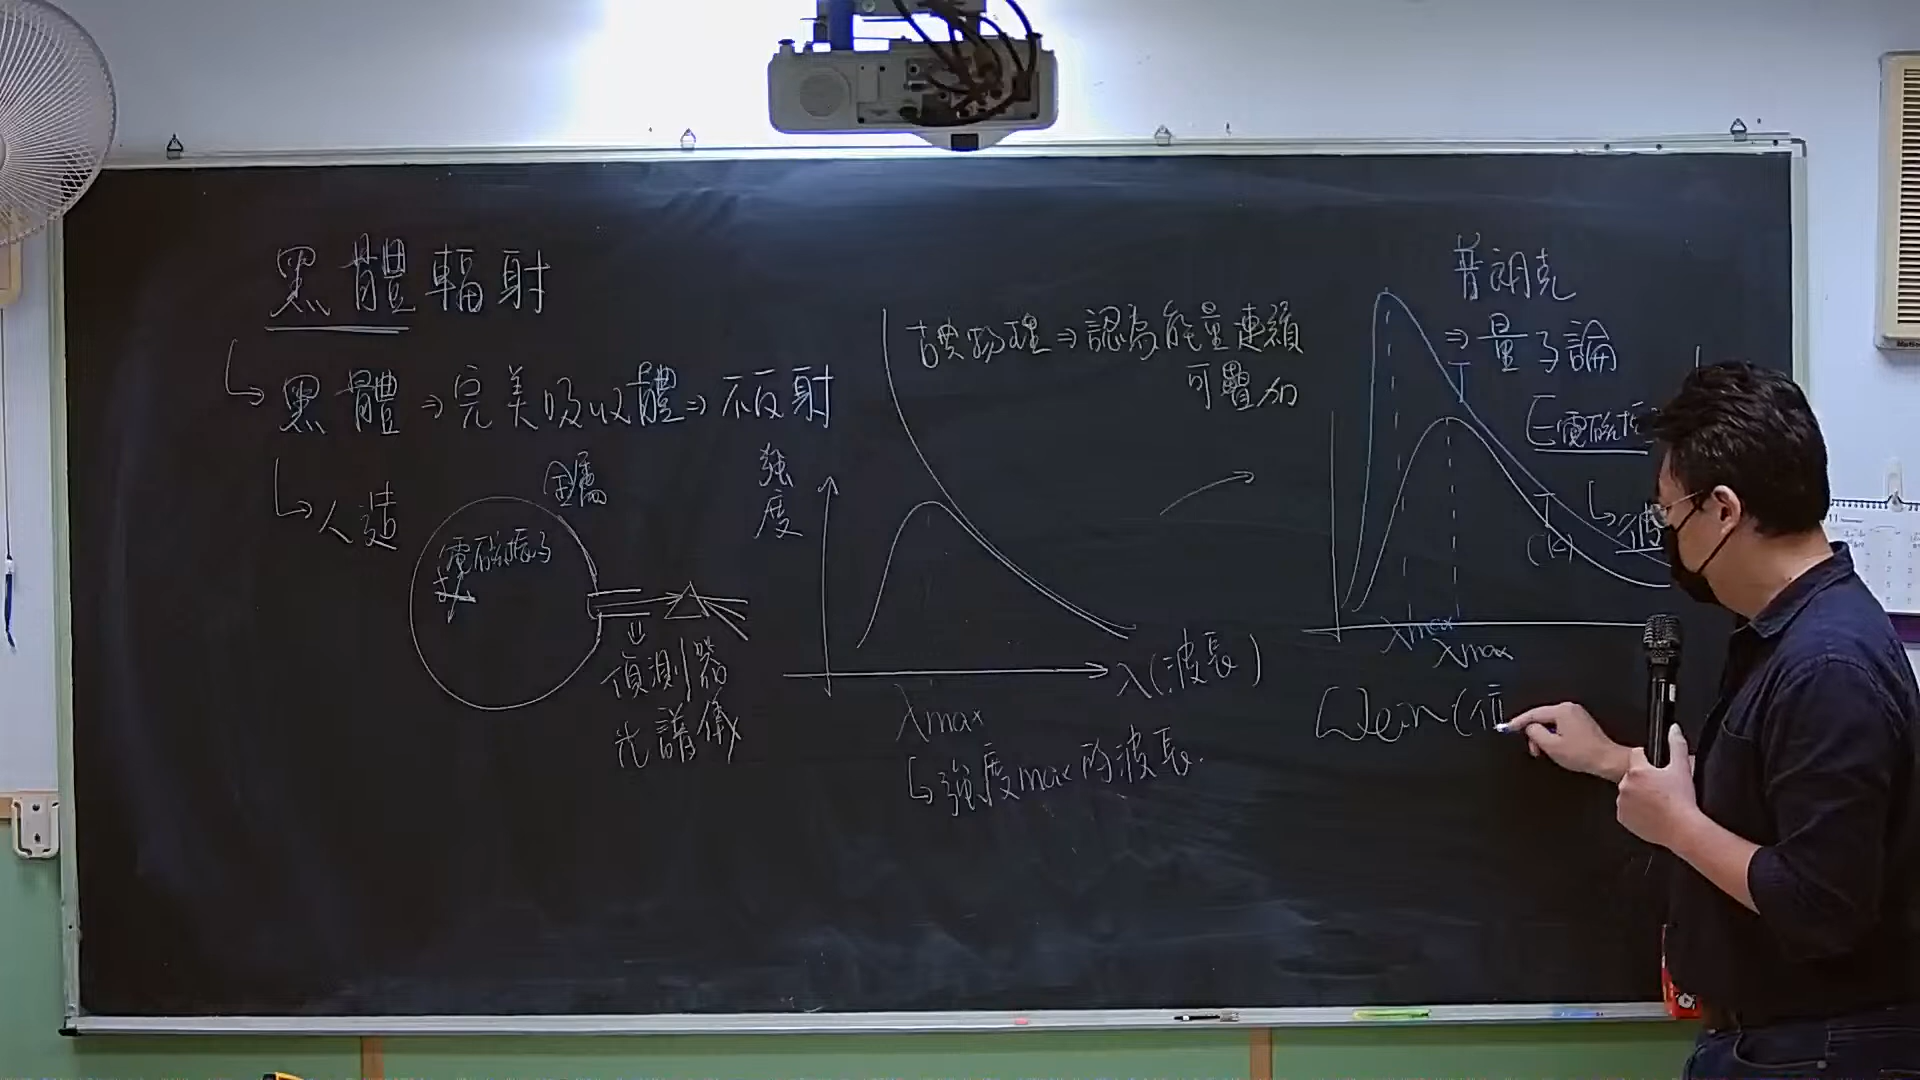 黑體輻射
黑體⇒完美吸收體⇒不反射
人造
金屬
電磁振子
偵測器
光譜儀
強度
古典物理⇒認為能量連續
可疊加
λ(波長)
λmax
強度max的波長.
普朗克
⇒量子論
電磁振
T
T
(K)
λmax
λmax
Wein(